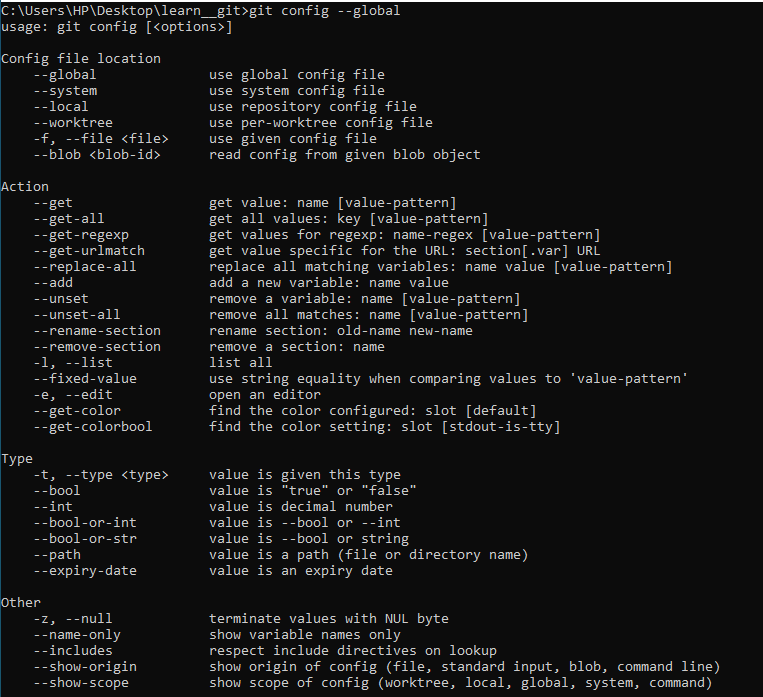 C:\Users\HP\Desktop\learn__git>git config --global
usage: git config [<options>]

Config file location
    --global              use global config file
    --system              use system config file
    --local               use repository config file
    --worktree            use per-worktree config file
    -f, --file <file>     use given config file
    --blob <blob-id>      read config from given blob object

Action
    --get                 get value: name [value-pattern]
    --get-all             get all values: key [value-pattern]
    --get-regexp          get values for regexp: name-regex [value-pattern]
    --get-urlmatch        get value specific for the URL: section[.var] URL
    --replace-all         replace all matching variables: name value [value-pattern]
    --add                 add a new variable: name value
    --unset               remove a variable: name [value-pattern]
    --unset-all           remove all matches: name [value-pattern]
    --rename-section      rename section: old-name new-name
    --remove-section      remove a section: name
    -l, --list            list all
    --fixed-value         use string equality when comparing values to 'value-pattern'
    -e, --edit            open an editor
    --get-color           find the color configured: slot [default]
    --get-colorbool       find the color setting: slot [stdout-is-tty]

Type
    -t, --type <type>     value is given this type
    --bool                value is "true" or "false"
    --int                 value is decimal number
    --bool-or-int         value is --bool or --int
    --bool-or-str         value is --bool or string
    --path                value is a path (file or directory name)
    --expiry-date         value is an expiry date

Other
    -z, --null            terminate values with NUL byte
    --name-only           show variable names only
    --includes            respect include directives on lookup
    --show-origin         show origin of config (file, standard input, blob, command line)
    --show-scope          show scope of config (worktree, local, global, system, command)